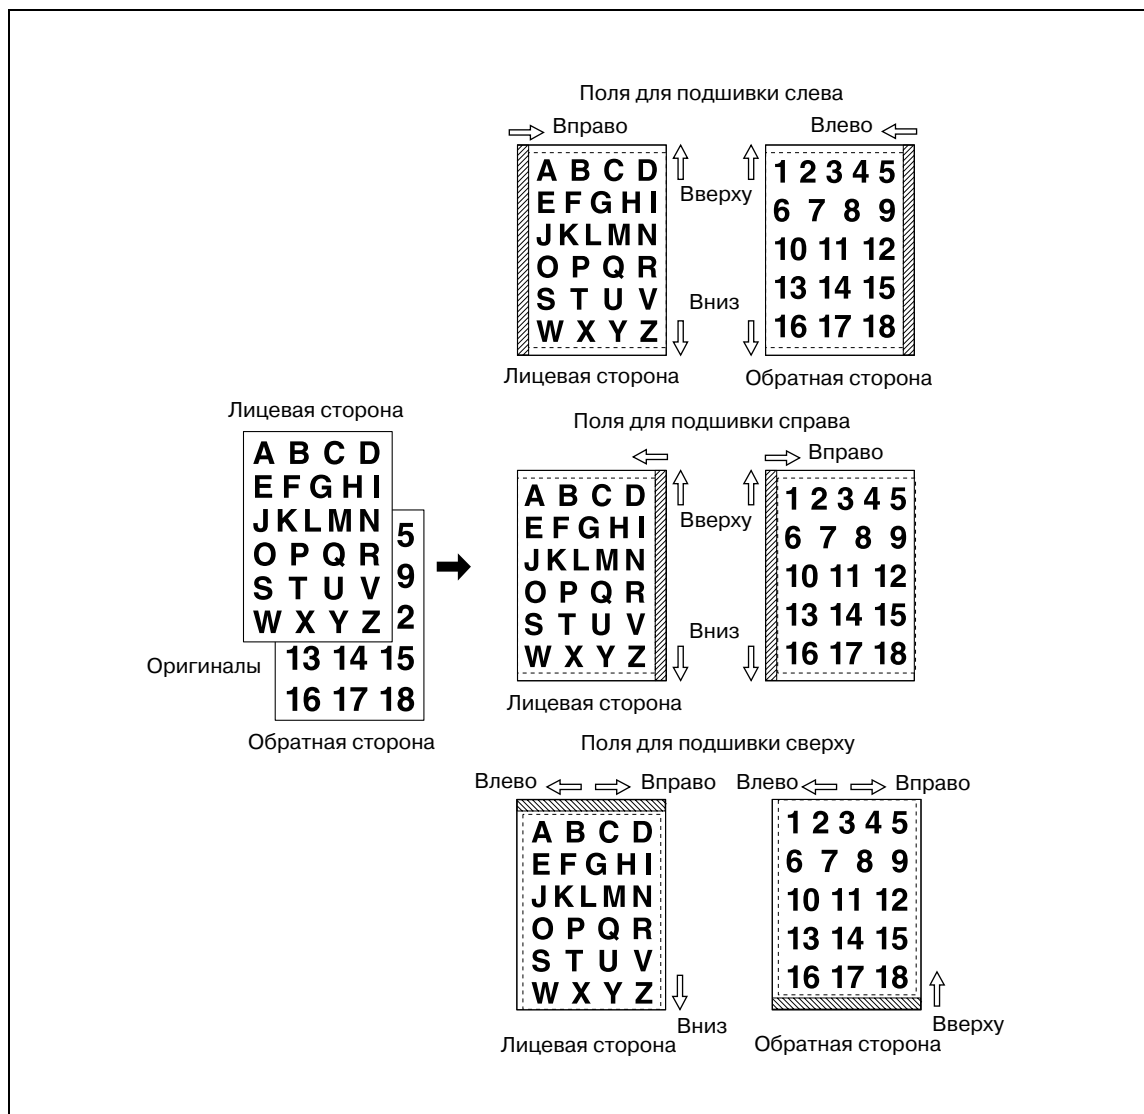 Поля для подшивки слева
Вправо
Влево
A B C D
E F G H I
J K L M N
O P Q R
S T U V
W X Y Z
Вверху
Вниз
1 2 3 4 5
6 7 8 9
10 11 12
13 14 15
16 17 18
Лицевая сторона
Обратная сторона
Лицевая сторона
A B C D
E F G H I
J K L M N
O P Q R
S T U V
W X Y Z
5
9
2
13 14 15
16 17 18
Оригиналы
Обратная сторона
Поля для подшивки справа
Вправо
A B C D
E F G H I
J K L M N
O P Q R
S T U V
W X Y Z
Вверху
Вниз
1 2 3 4 5
6 7 8 9
10 11 12
13 14 15
16 17 18
Лицевая сторона
Поля для подшивки сверху
Влево
Вправо
Влево
Вправо
A B C D
E F G H I
J K L M N
O P Q R
S T U V
W X Y Z
Вниз
1 2 3 4 5
6 7 8 9
10 11 12
13 14 15
16 17 18
Вверху
Лицевая сторона
Обратная сторона